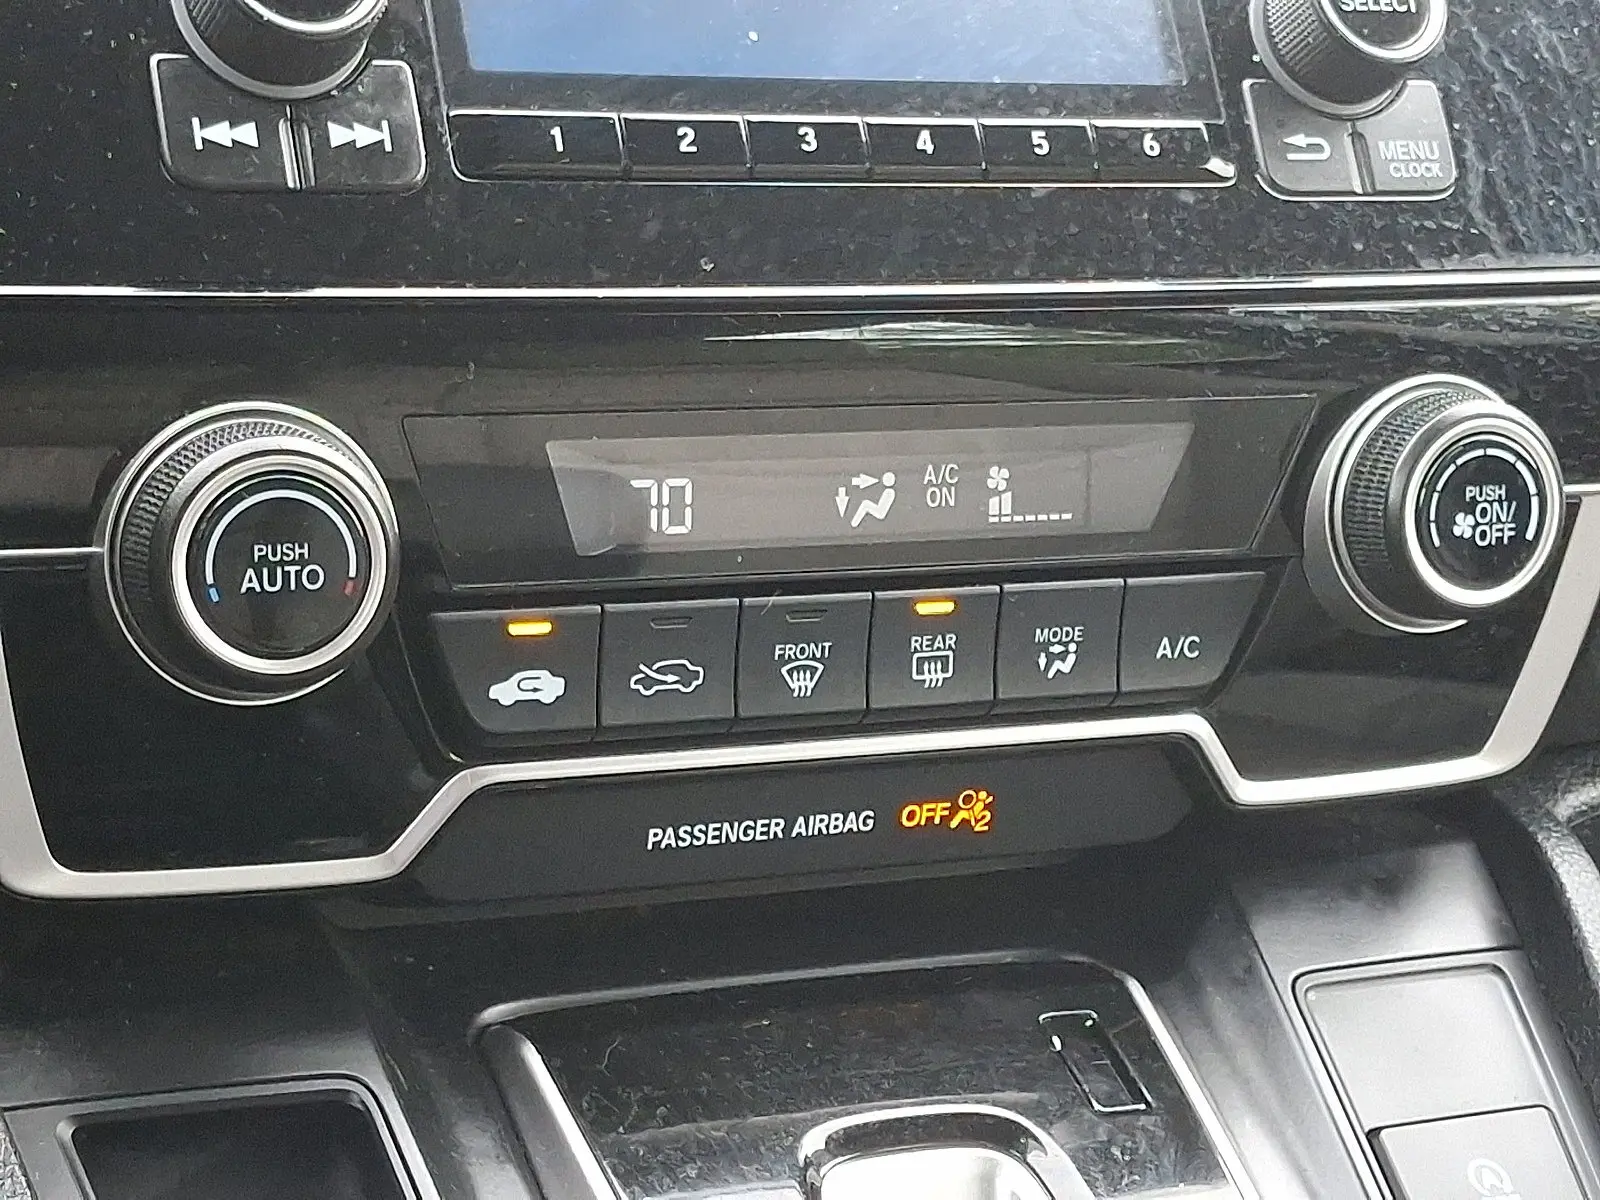 SELECT
1 2 3 4 5 6
MENU
CLOCK
70
A/C
ON
PUSH
AUTO
PUSH
ON/
OFF
FRONT
REAR
MODE
A/C
PASSENGER AIRBAG OFF 2